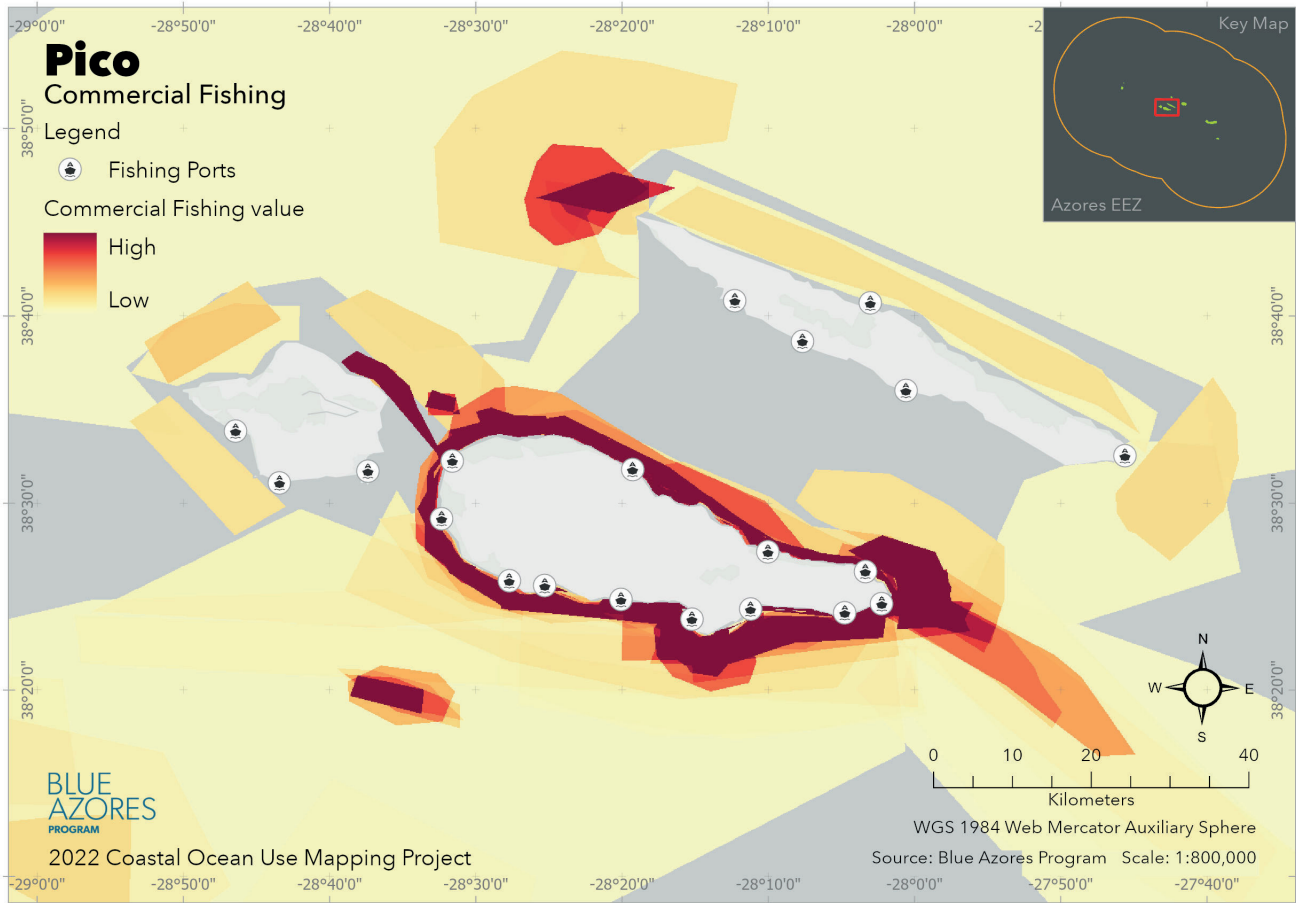 -29°0'0"
-28°50'0"
-28°40'0"
-28°30'0"
-28°20'0"
-28°10'0"
-28°0'0"
-2
Key Map
Pico
Commercial Fishing
Legend
Fishing Ports
Commercial Fishing value
High
Low
Azores EEZ
38°50'0"
38°40'0"
38°40'0"
38°30'0"
38°30'0"
38°20'0"
38°20'0"
N
W
E
S
0 10 20 40
Kilometers
BLUE
AZORES
PROGRAM
WGS 1984 Web Mercator Auxiliary Sphere
2022 Coastal Ocean Use Mapping Project
Source: Blue Azores Program Scale: 1:800,000
-29°0'0"
-28°50'0"
-28°40'0"
-28°30'0"
-28°20'0"
-28°10'0"
-28°0'0"
-27°50'0"
-27°40'0"